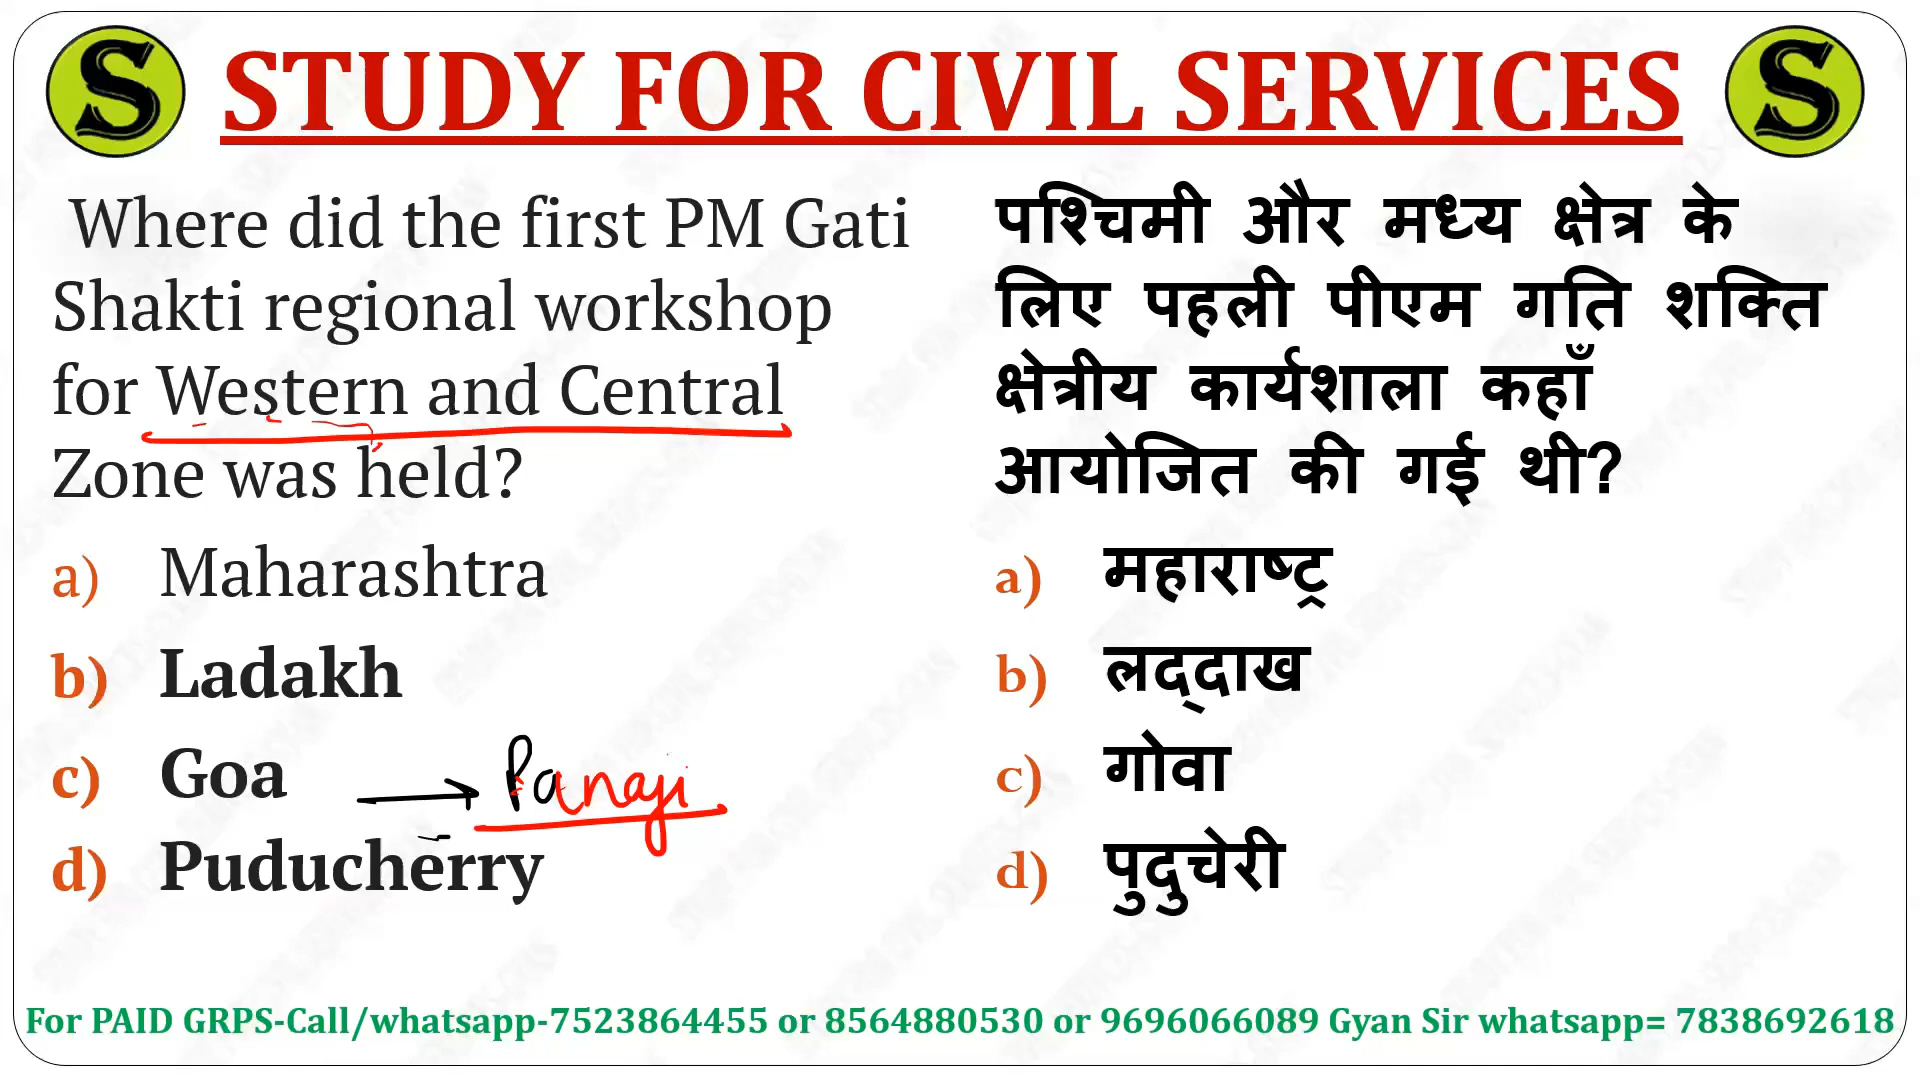 S STUDY FOR CIVIL SERVICES S
Where did the first PM Gati
Shakti regional workshop
for Western and Central
Zone was held?
a) Maharashtra
b) Ladakh
c) Goa → Panaji
d) Puducherry
पश्चिमी और मध्य क्षेत्र के
लिए पहली पीएम गति शक्ति
क्षेत्रीय कार्यशाला कहाँ
आयोजित की गई थी?
a) महाराष्ट्र
b) लद्दाख
c) गोवा
d) पुदुचेरी
For PAID GRPS-Call/whatsapp-7523864455 or 8564880530 or 9696066089 Gyan Sir whatsapp= 7838692618